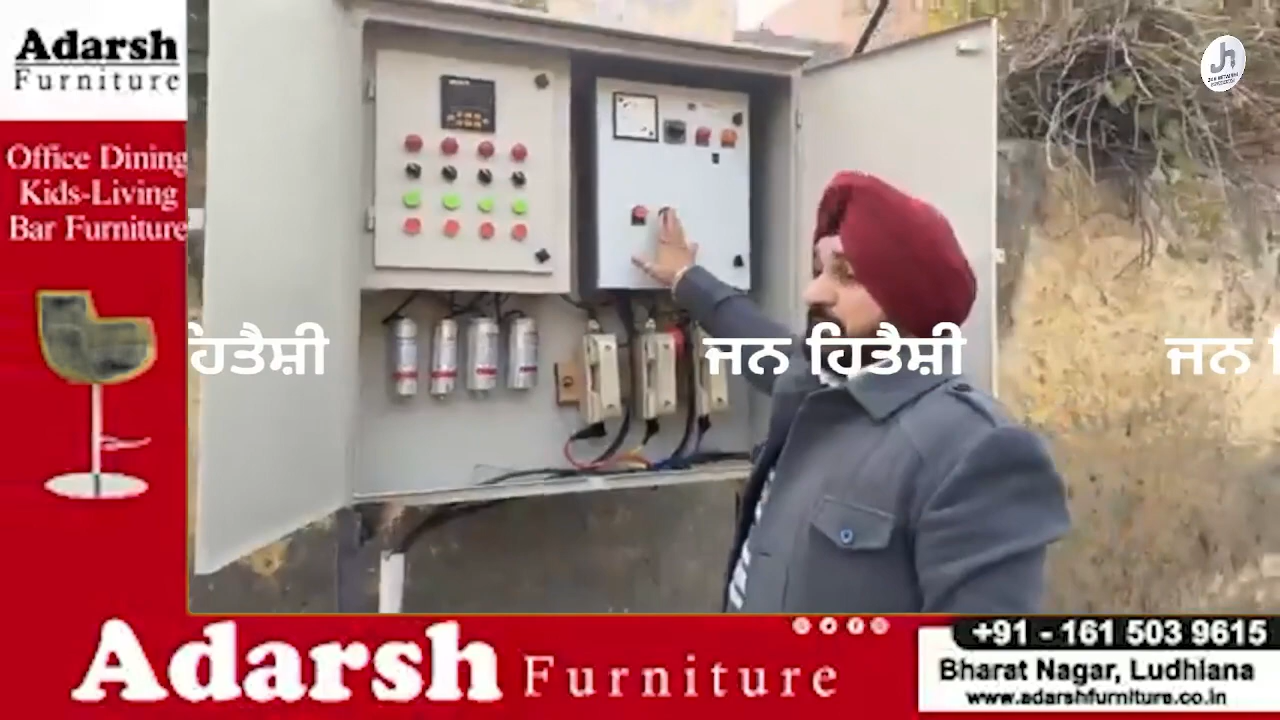 Adarsh
Furniture
Office Dining
Kids-Living
Bar Furniture
ਹਿਤੈਸ਼ੀ
ਜਨ ਹਿਤੈਸ਼ੀ
ਜਨ
Adarsh Furniture
+91 - 161 503 9615
Bharat Nagar, Ludhiana
www.adarshfurniture.co.in